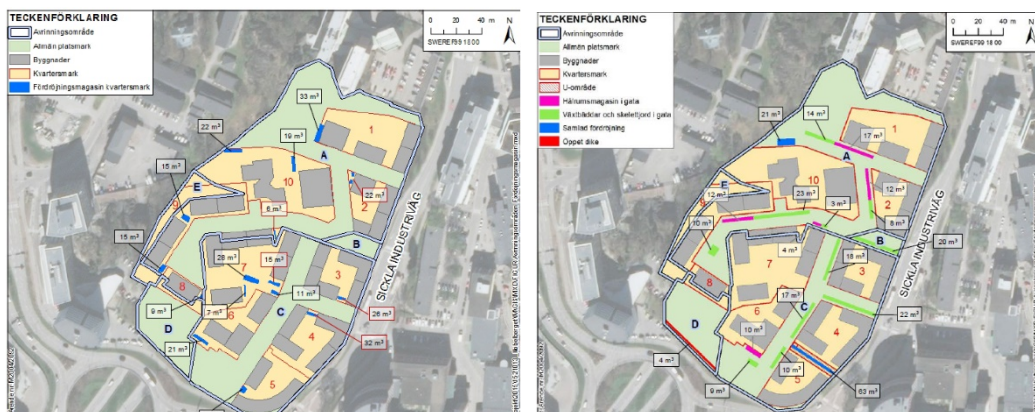 TECKENFÖRKLARING
Avrinningsområde
Allmän platsmark
Byggnader
Kvartersmark
Fördröjningsmagasin kvartersmark
0 20 40 m
SWEREF99 18 00
N
33 m³
22 m³
19 m³
1
A
10
22 m³
2
15 m³
E
9
6 m³
B
SICKLA INDUSTRIVÄG
15 m³
28 m³
7
15 m³
3
8
11 m³
9 m³
7 m³
6
C
26 m³
D
4
32 m³
21 m³
5
TECKENFÖRKLARING
Avrinningsområde
Allmän platsmark
Byggnader
Kvartersmark
U-område
Hålrumsmagasin i gata
Växtbäddar och skelettjord i gata
Samlad fördröjning
Öppet dike
0 20 40 m
SWEREF99 18 00
N
14 m³
21 m³
17 m³
1
A
10
12 m³
E
12 m³
23 m³
3 m³
2
8 m³
B
20 m³
10 m³
4 m³
18 m³
SICKLA INDUSTRIVÄG
7
3
8
17 m³
6
C
22 m³
D
10 m³
4
4 m³
9 m³
10 m³
5
63 m³